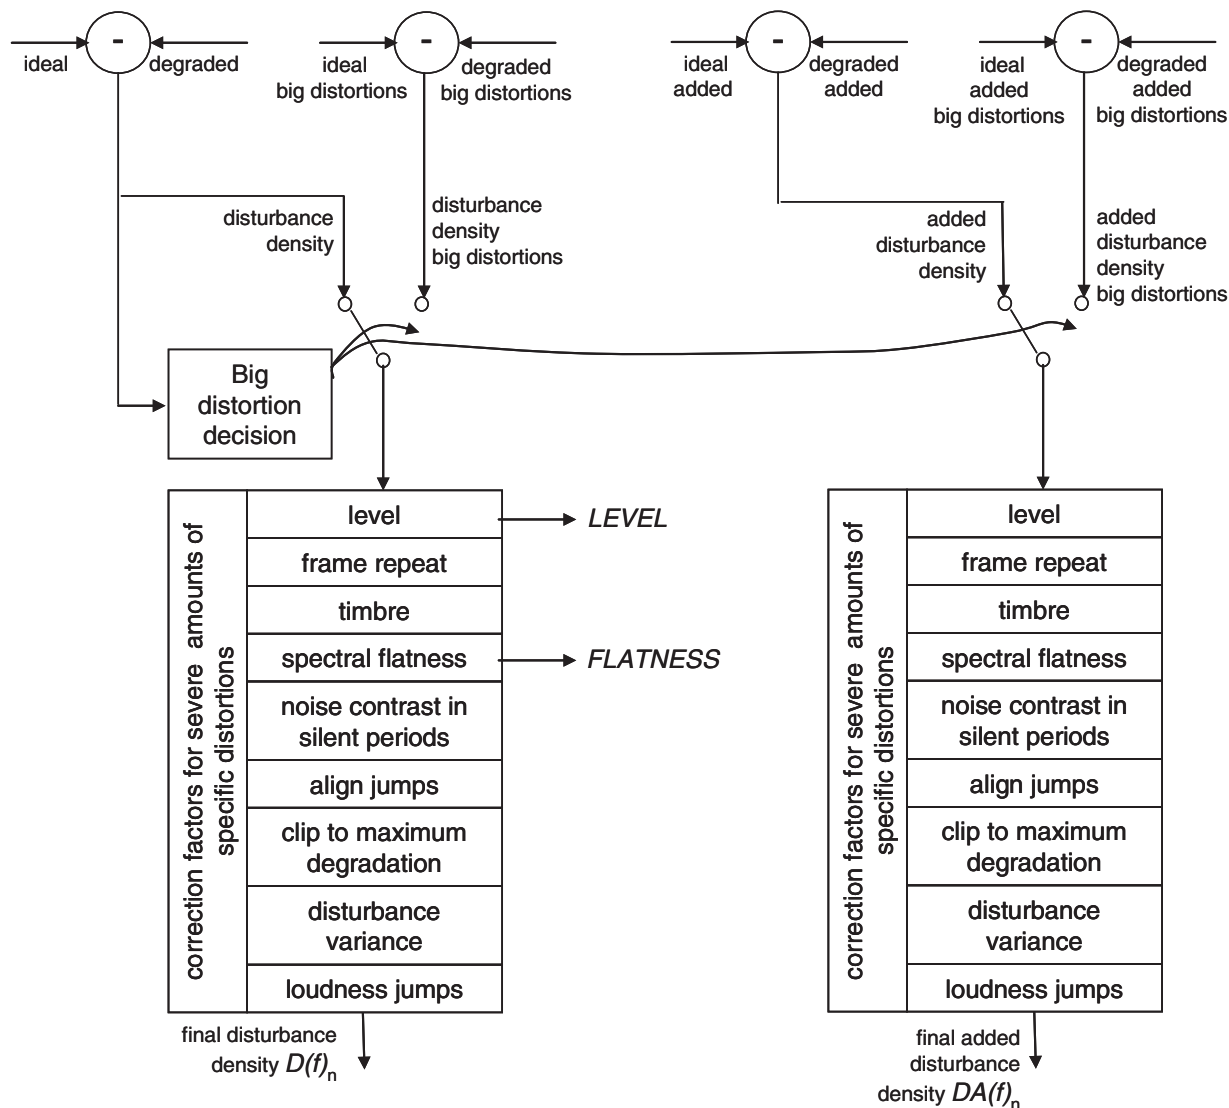 -
-
-
-
ideal
degraded
ideal
big distortions
degraded
big distortions
ideal
added
degraded
added
ideal
added
big distortions
degraded
added
big distortions
disturbance
density
disturbance
density
big distortions
added
disturbance
density
added
disturbance
density
big distortions
Big
distortion
decision
correction factors for severe amounts of
specific distortions
level
LEVEL
frame repeat
timbre
spectral flatness
FLATNESS
noise contrast in
silent periods
align jumps
clip to maximum
degradation
disturbance
variance
loudness jumps
final disturbance
density D(f)n
correction factors for severe amounts of
specific distortions
level
frame repeat
timbre
spectral flatness
noise contrast in
silent periods
align jumps
clip to maximum
degradation
disturbance
variance
loudness jumps
final added
disturbance
density DA(f)n